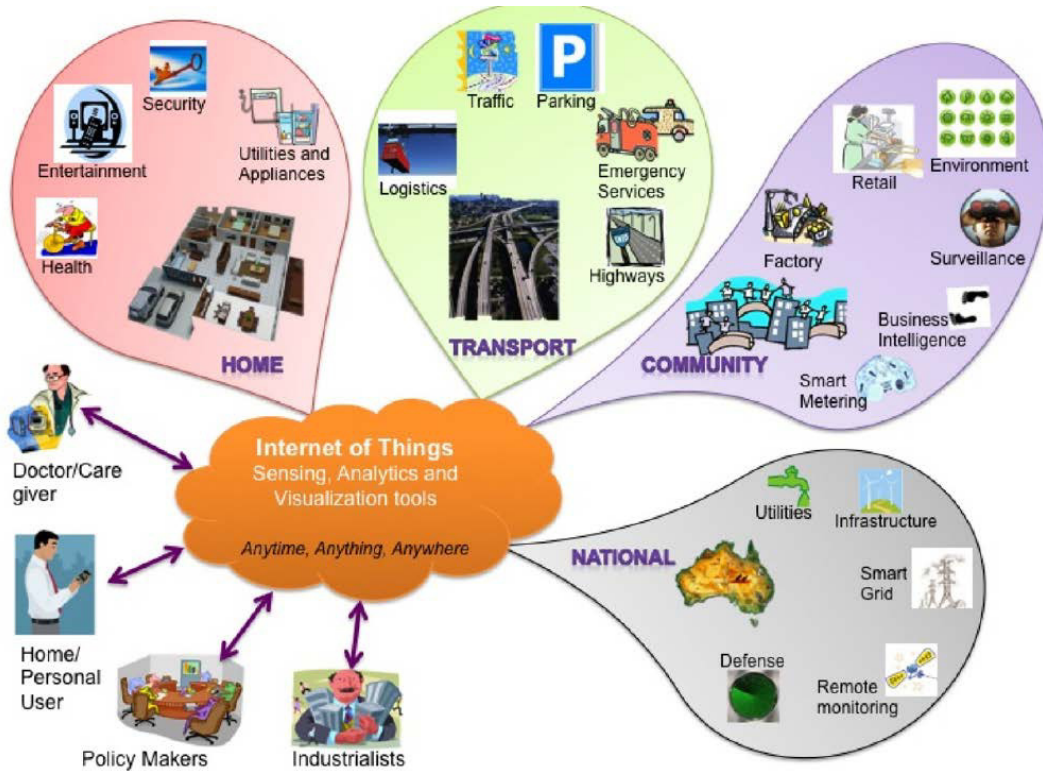 Security
Entertainment
Utilities and
Appliances
Health
HOME
Traffic
Parking
P
Logistics
Emergency
Services
Highways
TRANSPORT
Retail
Environment
Factory
Surveillance
Business
Intelligence
COMMUNITY
Smart
Metering
Doctor/Care
giver
Internet of Things
Sensing, Analytics and
Visualization tools
Anytime, Anything, Anywhere
Utilities
Infrastructure
NATIONAL
Smart
Grid
Defense
Remote
monitoring
Home/
Personal
User
Policy Makers
Industrialists